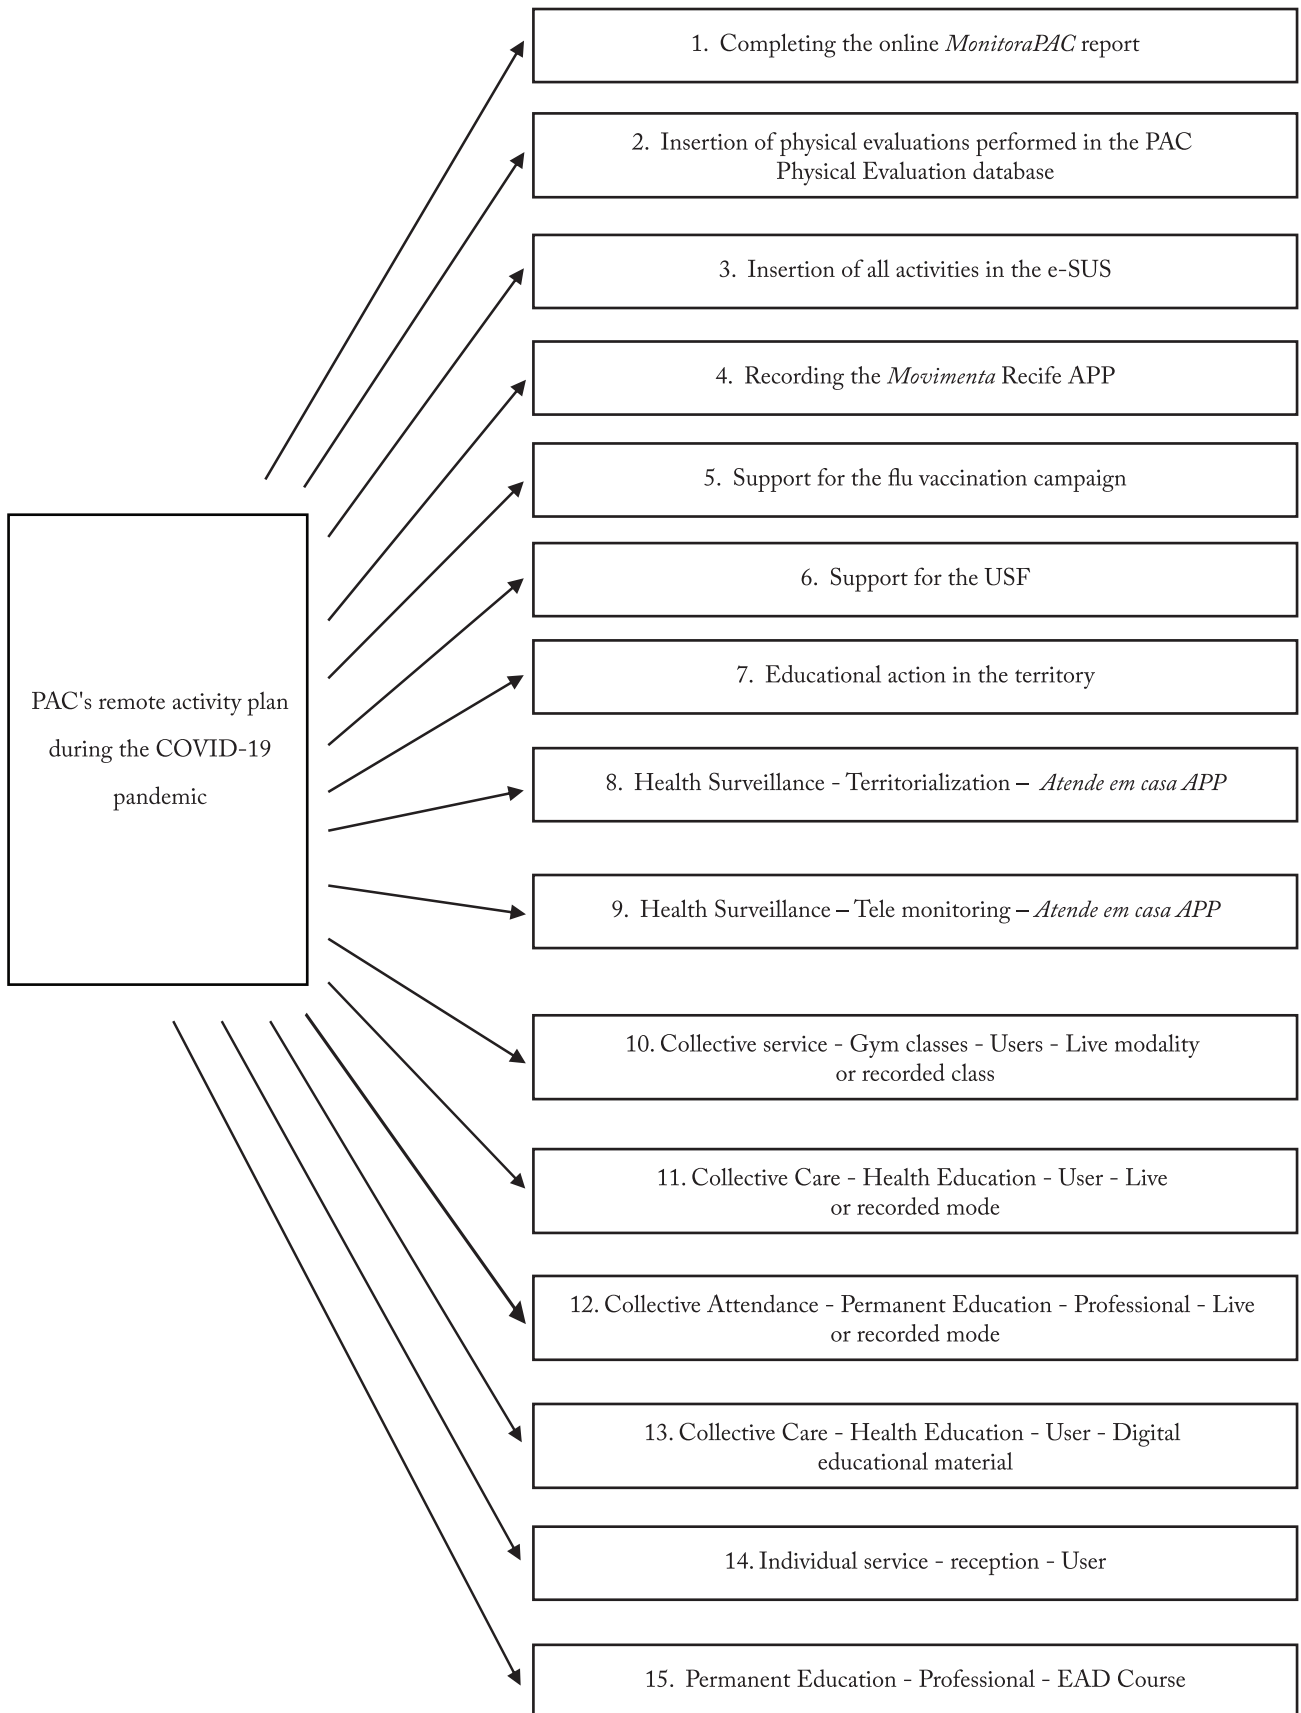 1. Completing the online MonitoraPAC report
2. Insertion of physical evaluations performed in the PAC
Physical Evaluation database
3. Insertion of all activities in the e-SUS
4. Recording the Movimenta Recife APP
5. Support for the flu vaccination campaign
6. Support for the USF
7. Educational action in the territory
PAC's remote activity plan
during the COVID-19
pandemic
8. Health Surveillance - Territorialization – Atende em casa APP
9. Health Surveillance – Tele monitoring – Atende em casa APP
10. Collective service - Gym classes - Users - Live modality
or recorded class
11. Collective Care - Health Education - User - Live
or recorded mode
12. Collective Attendance - Permanent Education - Professional - Live
or recorded mode
13. Collective Care - Health Education - User - Digital
educational material
14. Individual service - reception - User
15. Permanent Education - Professional - EAD Course